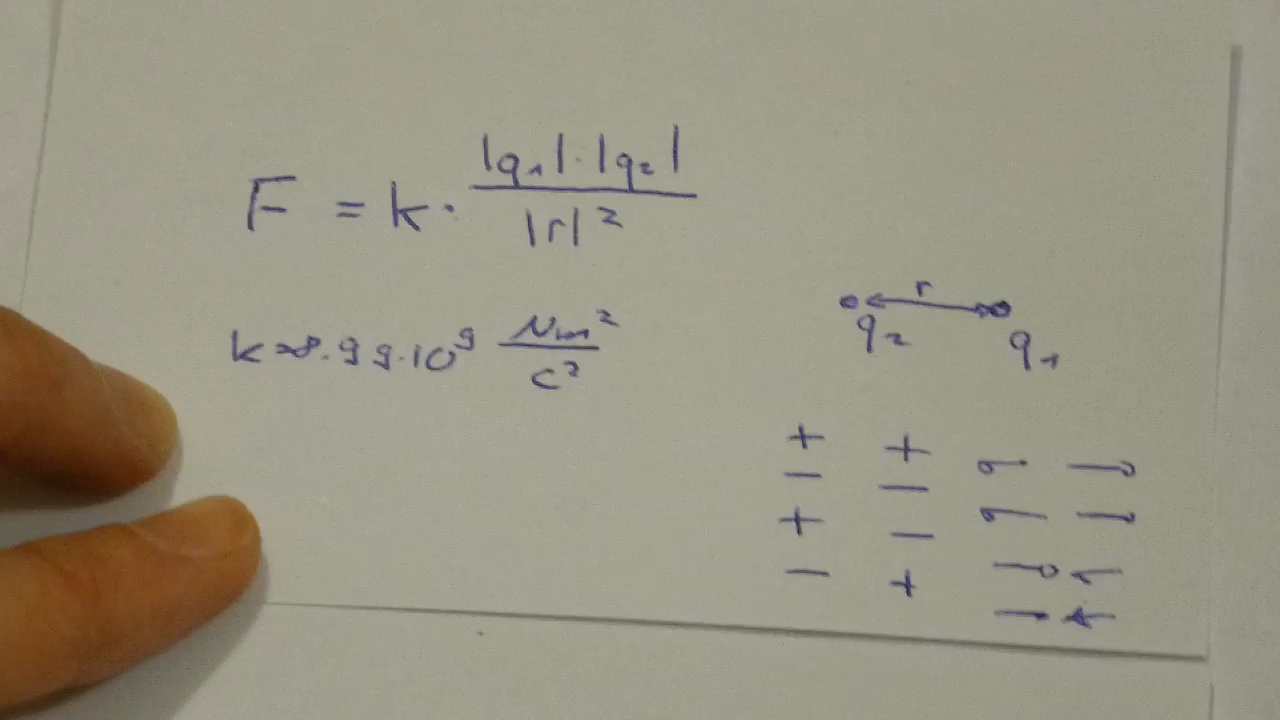 F = k · |q₁| · |q₂| / |r|²
k ≈ 8.99 · 10⁹ Nm² / C²
r
q₂ q₁
+ + ← →
− − ← →
+ − → ←
− + → ←